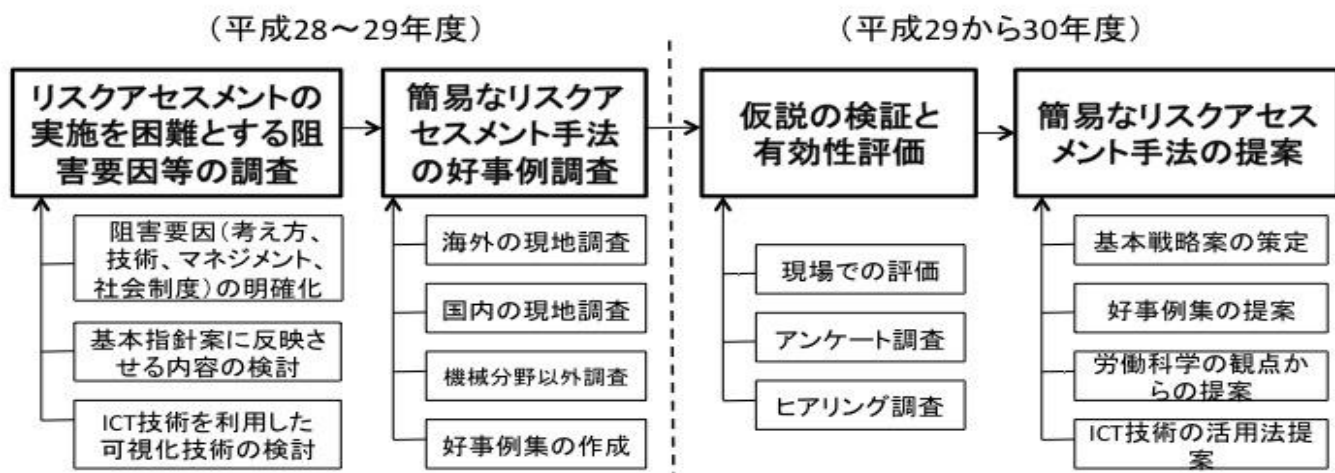 （平成28～29年度）
（平成29から30年度）
リスクアセスメントの
実施を困難とする阻
害要因等の調査
簡易なリスクア
セスメント手法
の好事例調査
仮説の検証と
有効性評価
簡易なリスクアセス
メント手法の提案
阻害要因（考え方、
技術、マネジメント、
社会制度）の明確化
基本指針案に反映さ
せる内容の検討
ICT技術を利用した
可視化技術の検討
海外の現地調査
国内の現地調査
機械分野以外調査
好事例集の作成
現場での評価
アンケート調査
ヒアリング調査
基本戦略案の策定
好事例集の提案
労働科学の観点か
らの提案
ICT技術の活用法提
案